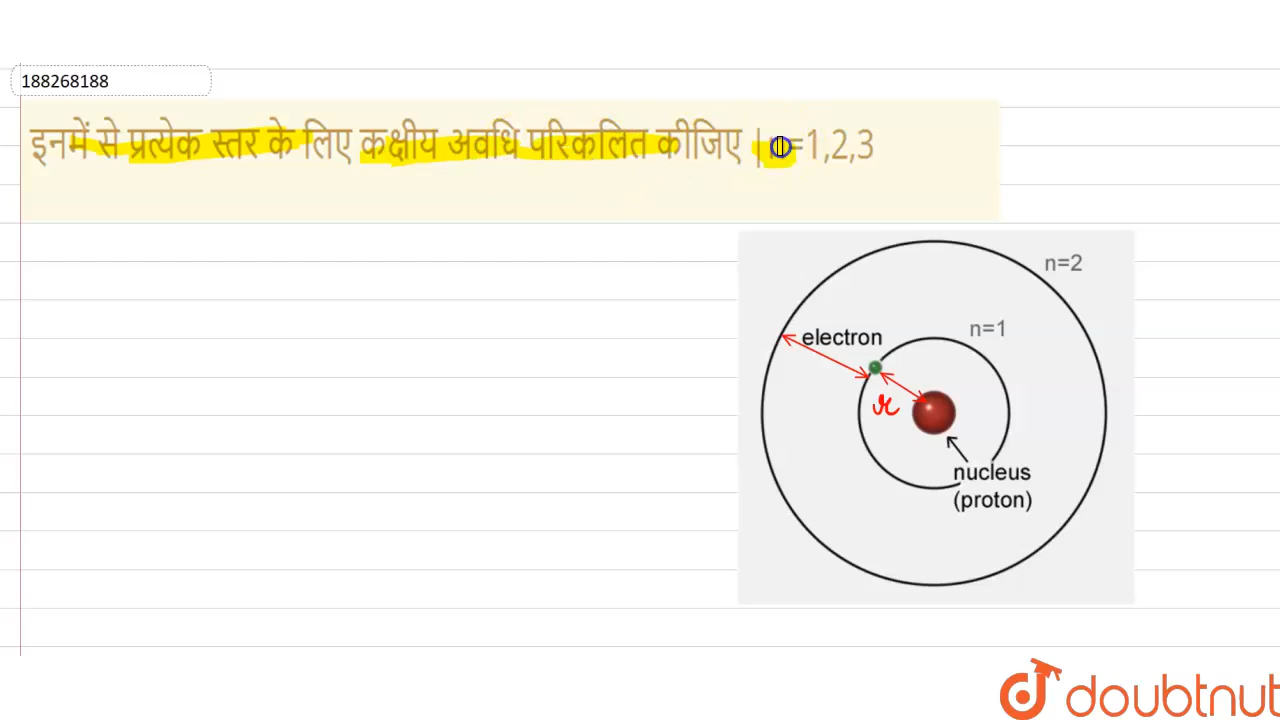 188268188
इनमें से प्रत्येक स्तर के लिए कक्षीय अवधि परिकलित कीजिए | n=1,2,3
n=2
n=1
electron
r
nucleus
(proton)
doubtnut